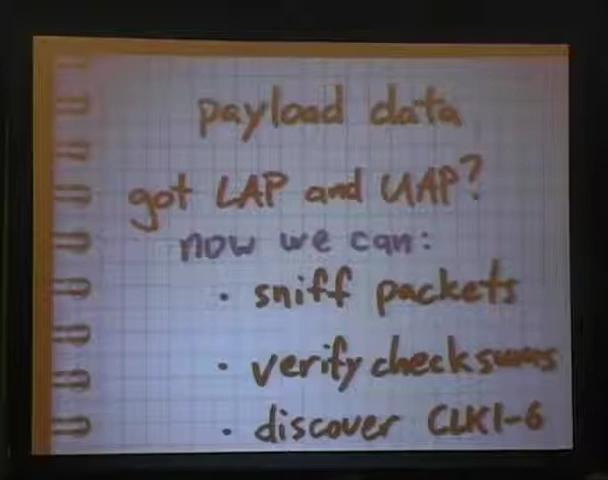 payload data
got LAP and UAP?
now we can:
• sniff packets
• verify checksums
• discover CLK1-6